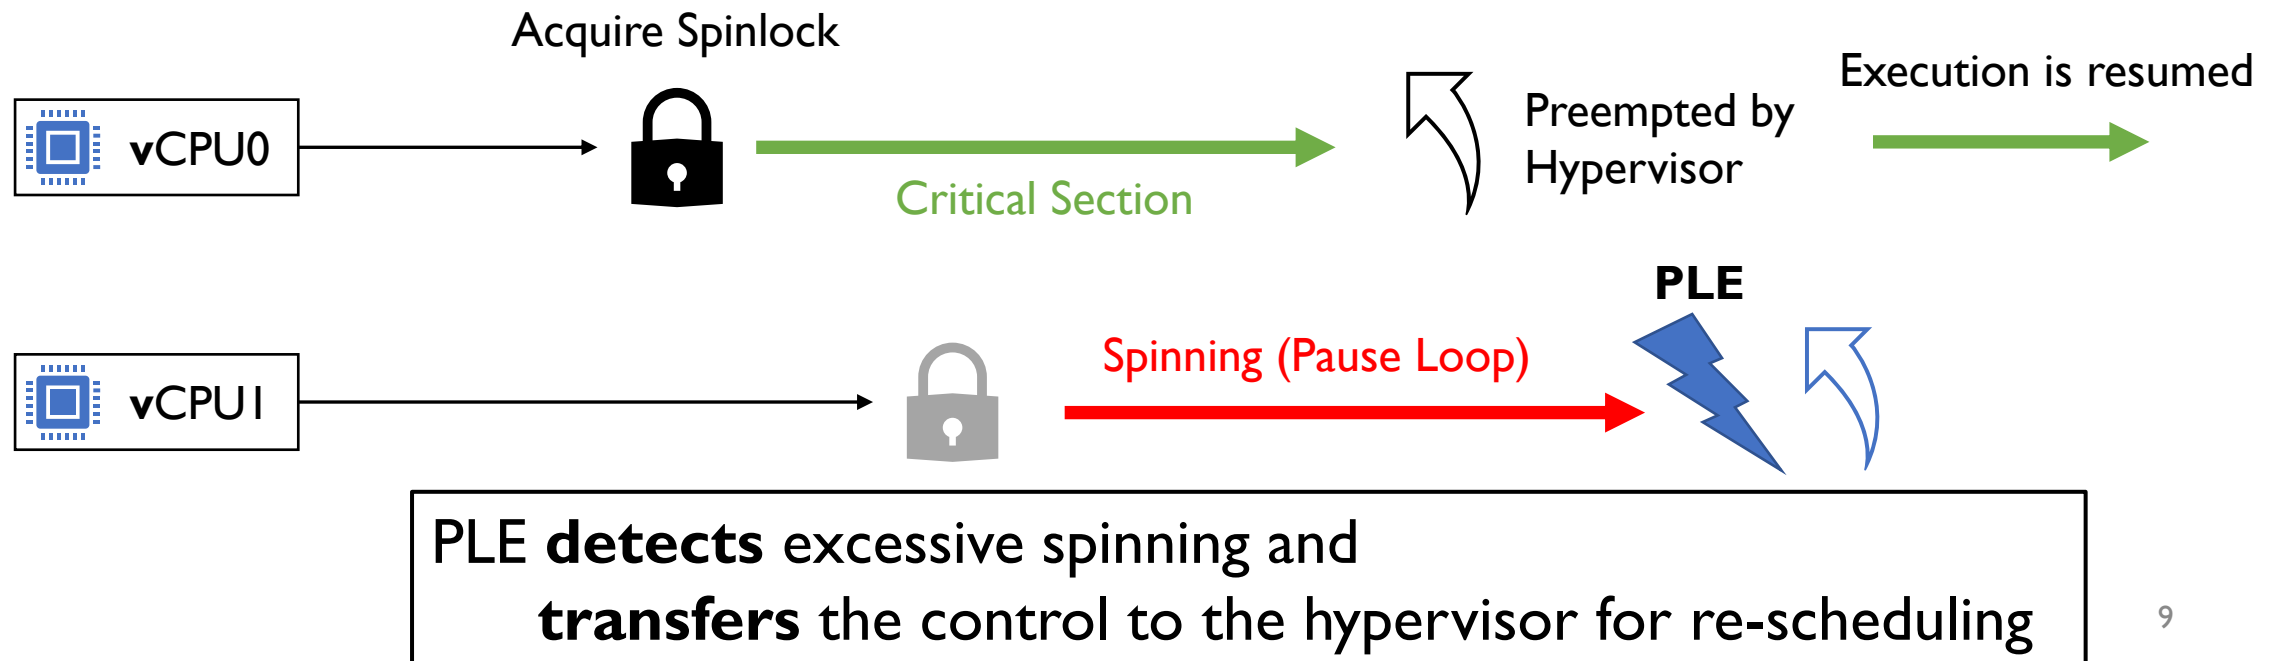 Acquire Spinlock
Execution is resumed
vCPU0
Preempted by
Hypervisor
Critical Section
PLE
Spinning (Pause Loop)
vCPU1
PLE detects excessive spinning and
transfers the control to the hypervisor for re-scheduling
9